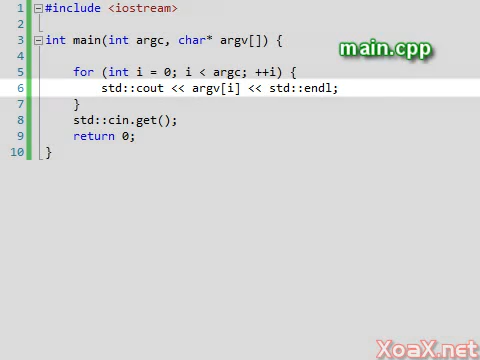 1 #include <iostream>
2
3 int main(int argc, char* argv[]) {
main.cpp
4
5 for (int i = 0; i < argc; ++i) {
6 std::cout << argv[i] << std::endl;
7 }
8 std::cin.get();
9 return 0;
10 }
XoaX.net